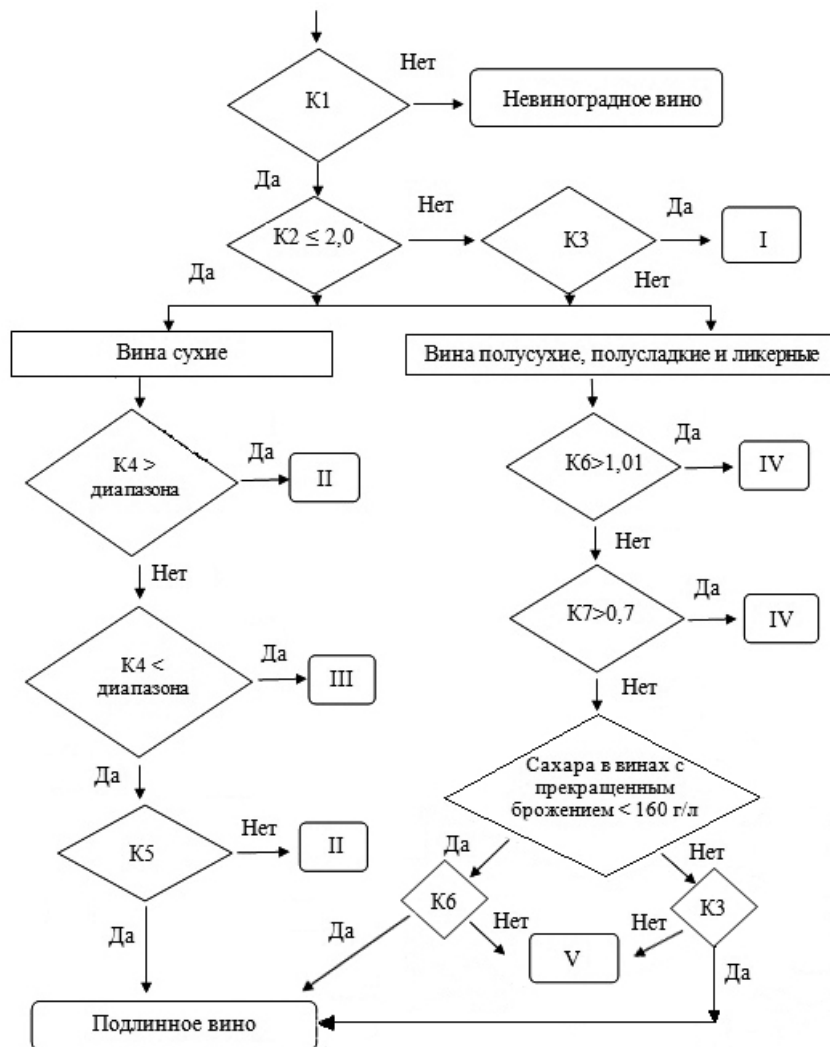 Нет
К1
Невиноградное вино
Да
Нет
Да
К2 ≤ 2,0
К3
I
Да
Нет
Вина сухие
Вина полусухие, полусладкие и ликерные
Да
Да
К4 >
диапазона
II
К6>1,01
IV
Нет
Нет
Да
К7>0,7
IV
Да
К4 <
диапазона
III
Нет
Сахара в винах с
прекращенным
брожением < 160 г/л
Да
Нет
К5
II
Да
Нет
К6
К3
Нет
Нет
Да
Да
V
Да
Подлинное вино